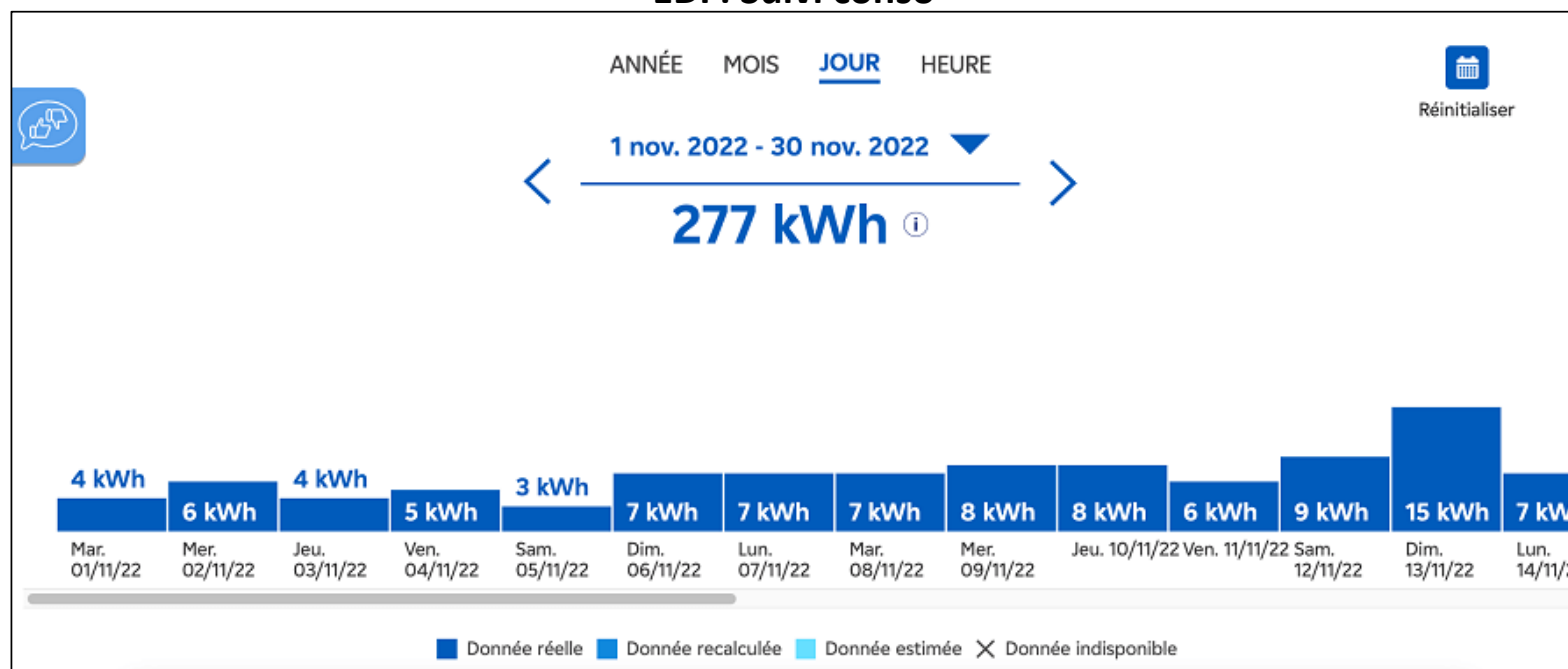 ANNÉE MOIS JOUR HEURE
Réinitialiser
1 nov. 2022 - 30 nov. 2022
277 kWh
4 kWh 6 kWh 4 kWh 5 kWh 3 kWh 7 kWh 7 kWh 7 kWh 8 kWh 8 kWh 6 kWh 9 kWh 15 kWh 7 kW
Mar. Mer. Jeu. Ven. Sam. Dim. Lun. Mar. Mer. Jeu. 10/11/22 Ven. 11/11/22 Sam. Dim. Lun.
01/11/22 02/11/22 03/11/22 04/11/22 05/11/22 06/11/22 07/11/22 08/11/22 09/11/22 12/11/22 13/11/22 14/11/
Donnée réelle Donnée recalculée Donnée estimée Donnée indisponible